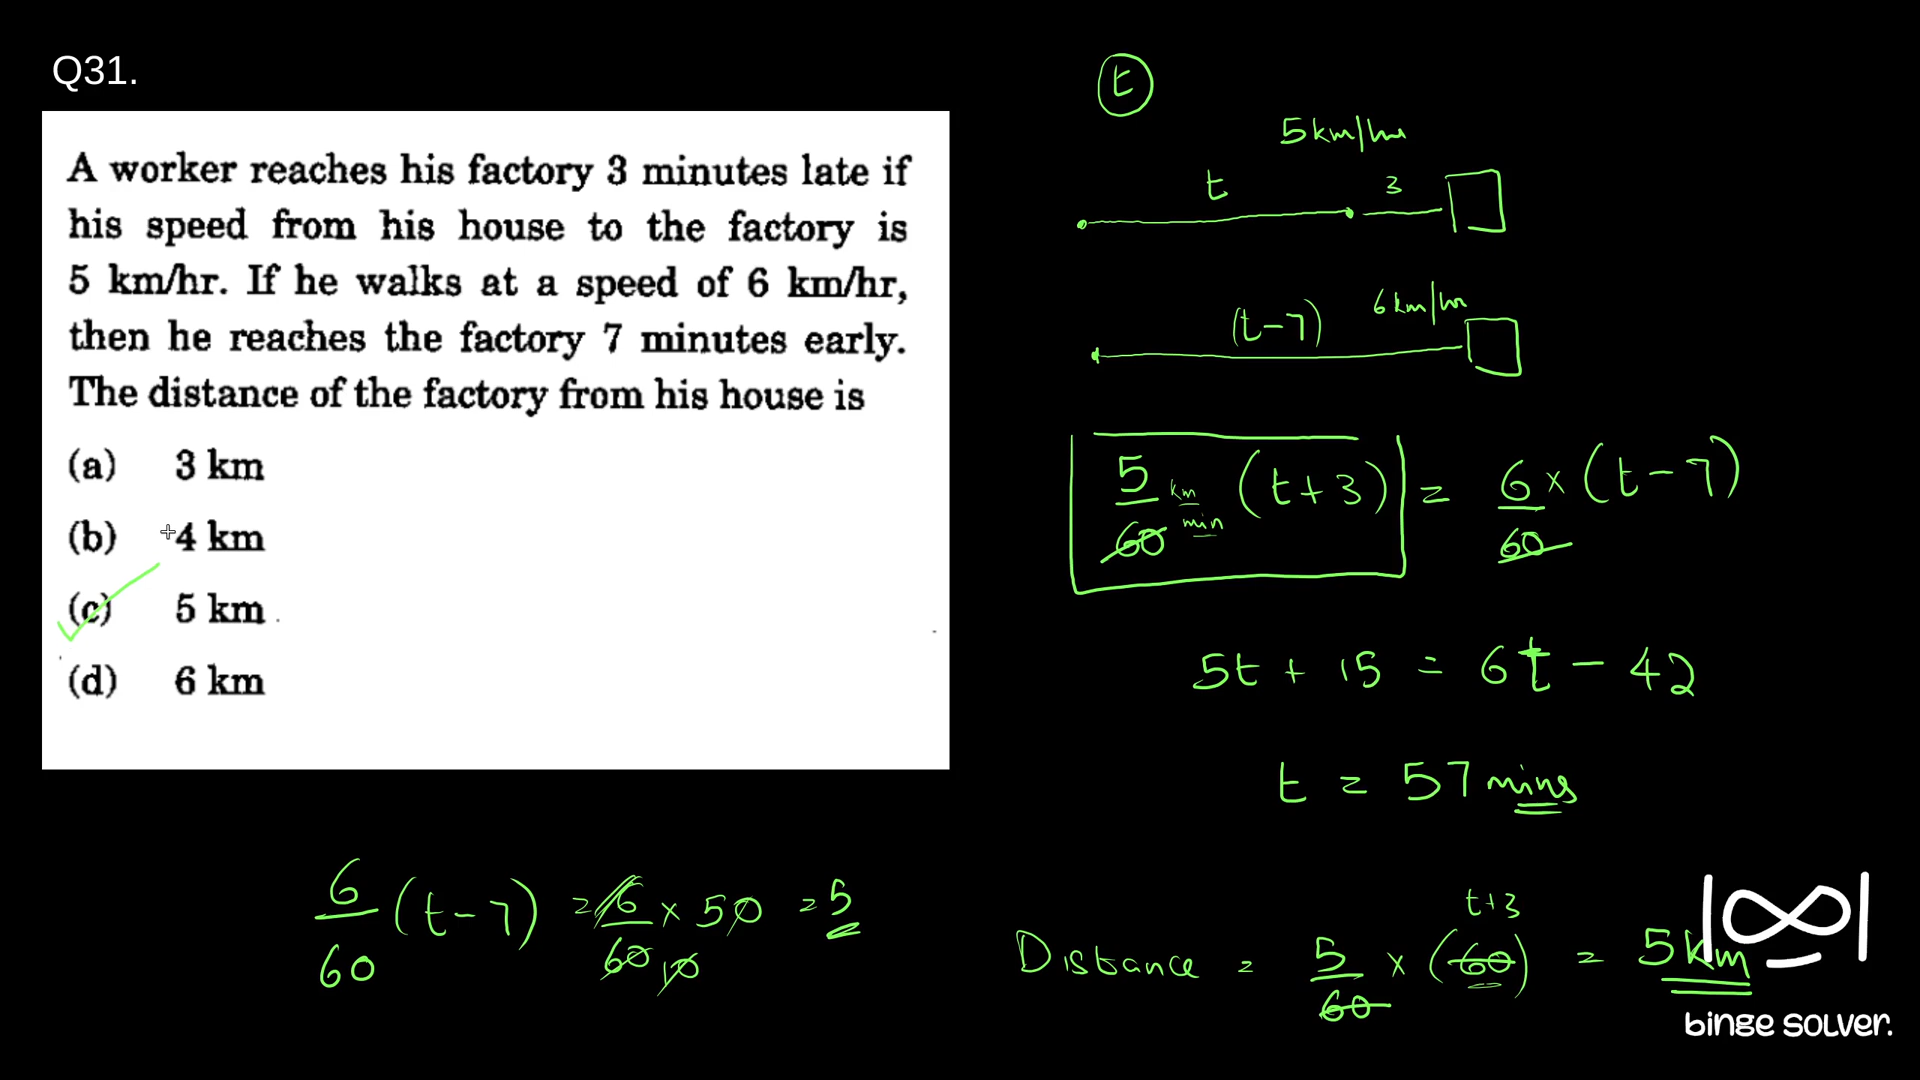 Q31.
A worker reaches his factory 3 minutes late if
his speed from his house to the factory is
5 km/hr. If he walks at a speed of 6 km/hr,
then he reaches the factory 7 minutes early.
The distance of the factory from his house is
(a) 3 km
(b) 4 km
(c) 5 km
(d) 6 km
t
5km/hr
t 3
(t-7) 6km/hr
5/60 km/min (t+3) = 6/60 × (t-7)
5t + 15 = 6t - 42
t = 57 mins
6/60 (t-7) = 6/60 × 50 = 5
10
t+3
Distance = 5/60 × (60) = 5km
binge solver.